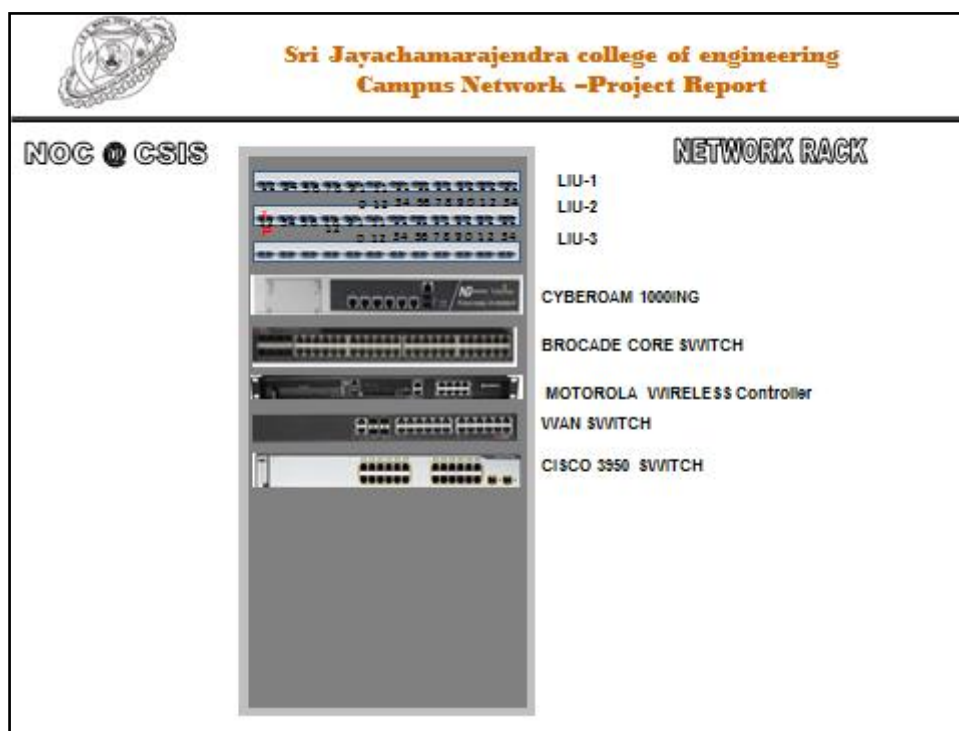 Sri Jayachamarajendra college of engineering
Campus Network –Project Report
NOC @ CSIS
NETWORK RACK
LIU-1
LIU-2
LIU-3
CYBEROAM 1000ING
BROCADE CORE SWITCH
MOTOROLA WIRELESS Controller
WAN SWITCH
CISCO 3950 SWITCH